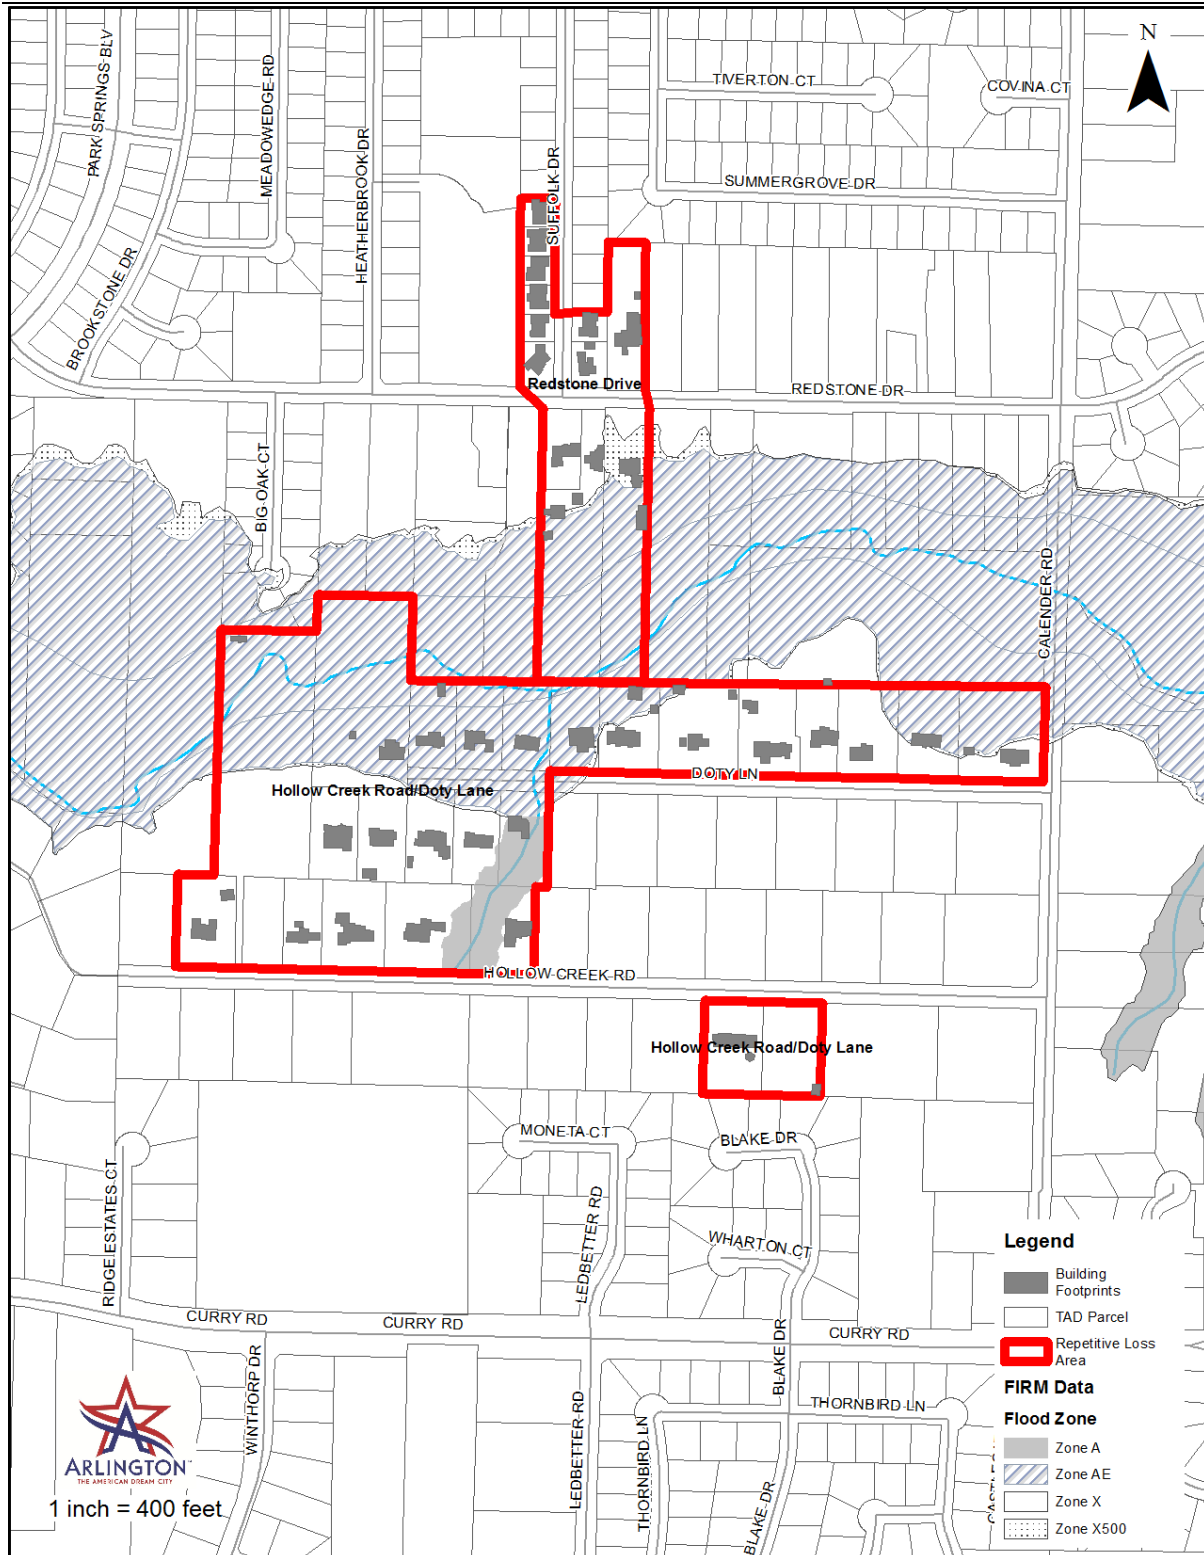 N
TIVERTON CT
COVINA CT
PARK SPRINGS BLV
MEADOWEDGE RD
HEATHERBROOK DR
SUFFOLK DR
SUMMERGROVE DR
BROOKSTONE DR
Redstone Drive
REDSTONE DR
BIG OAK CT
CALENDER RD
DOTY LN
Hollow Creek Road/Doty Lane
HOLLOW CREEK RD
Hollow Creek Road/Doty Lane
MONETA CT
BLAKE DR
RIDGE ESTATES CT
LEDBETTER RD
WHARTON CT
CURRY RD
CURRY RD
CURRY RD
WINTHORP DR
BLAKE DR
LEDBETTER RD
THORNBIRD LN
THORNBIRD LN
BLAKE DR
Legend
Building
Footprints
TAD Parcel
Repetitive Loss
Area
FIRM Data
Flood Zone
Zone A
Zone AE
Zone X
Zone X500
ARLINGTON
THE AMERICAN DREAM CITY
1 inch = 400 feet